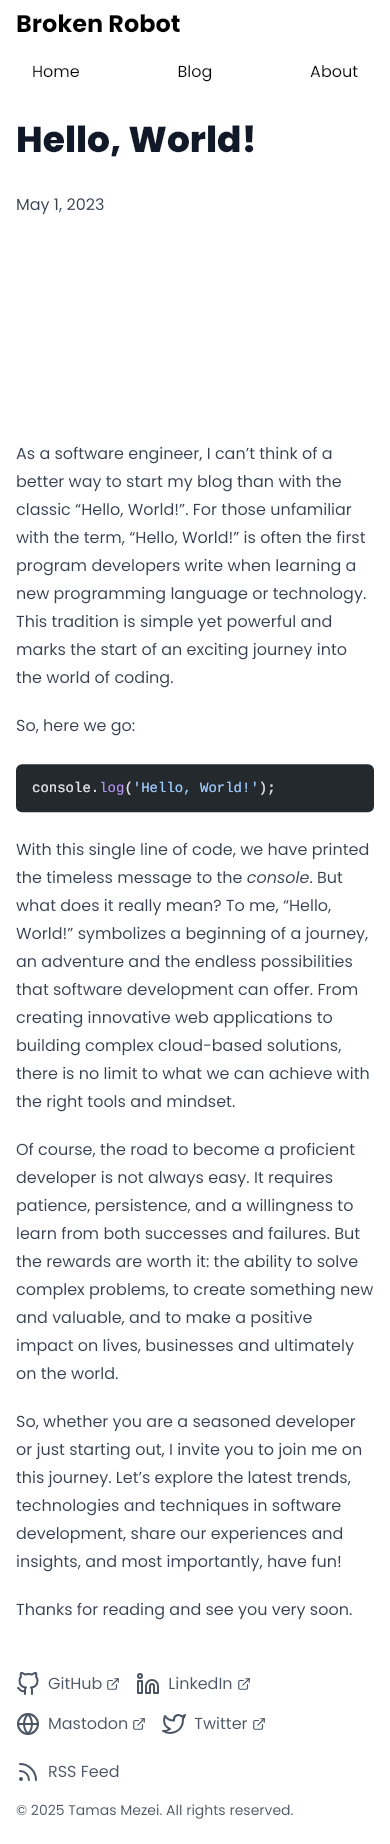 Broken Robot
Home Blog About
Hello, World!
May 1, 2023
As a software engineer, I can’t think of a
better way to start my blog than with the
classic “Hello, World!”. For those unfamiliar
with the term, “Hello, World!” is often the first
program developers write when learning a
new programming language or technology.
This tradition is simple yet powerful and
marks the start of an exciting journey into
the world of coding.
So, here we go:
console.log('Hello, World!');
With this single line of code, we have printed
the timeless message to the console. But
what does it really mean? To me, “Hello,
World!” symbolizes a beginning of a journey,
an adventure and the endless possibilities
that software development can offer. From
creating innovative web applications to
building complex cloud-based solutions,
there is no limit to what we can achieve with
the right tools and mindset.
Of course, the road to become a proficient
developer is not always easy. It requires
patience, persistence, and a willingness to
learn from both successes and failures. But
the rewards are worth it: the ability to solve
complex problems, to create something new
and valuable, and to make a positive
impact on lives, businesses and ultimately
on the world.
So, whether you are a seasoned developer
or just starting out, I invite you to join me on
this journey. Let’s explore the latest trends,
technologies and techniques in software
development, share our experiences and
insights, and most importantly, have fun!
Thanks for reading and see you very soon.
GitHub LinkedIn
Mastodon Twitter
RSS Feed
© 2025 Tamas Mezei. All rights reserved.